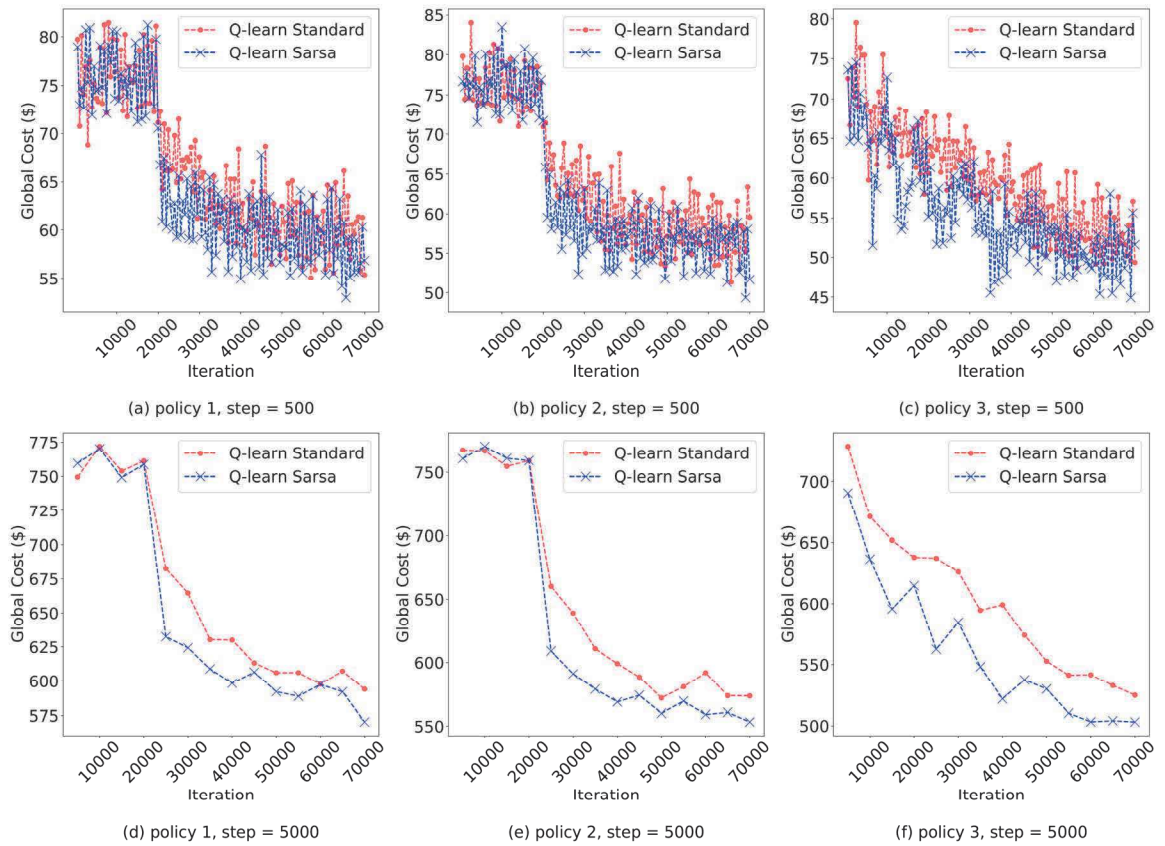 Q-learn Standard
Q-learn Sarsa
Global Cost ($)
80
75
70
65
60
55
10000
20000
30000
40000
50000
60000
70000
Iteration
(a) policy 1, step = 500
Q-learn Standard
Q-learn Sarsa
Global Cost ($)
85
80
75
70
65
60
55
50
10000
20000
30000
40000
50000
60000
70000
Iteration
(b) policy 2, step = 500
Q-learn Standard
Q-learn Sarsa
Global Cost ($)
80
75
70
65
60
55
50
45
10000
20000
30000
40000
50000
60000
70000
Iteration
(c) policy 3, step = 500
Q-learn Standard
Q-learn Sarsa
Global Cost ($)
775
750
725
700
675
650
625
600
575
10000
20000
30000
40000
50000
60000
70000
Iteration
(d) policy 1, step = 5000
Q-learn Standard
Q-learn Sarsa
Global Cost ($)
750
700
650
600
550
10000
20000
30000
40000
50000
60000
70000
Iteration
(e) policy 2, step = 5000
Q-learn Standard
Q-learn Sarsa
Global Cost ($)
700
650
600
550
500
10000
20000
30000
40000
50000
60000
70000
Iteration
(f) policy 3, step = 5000